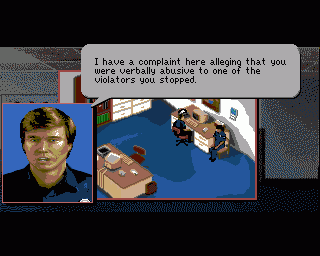 I have a complaint here alleging that you
were verbally abusive to one of the
violators you stopped.